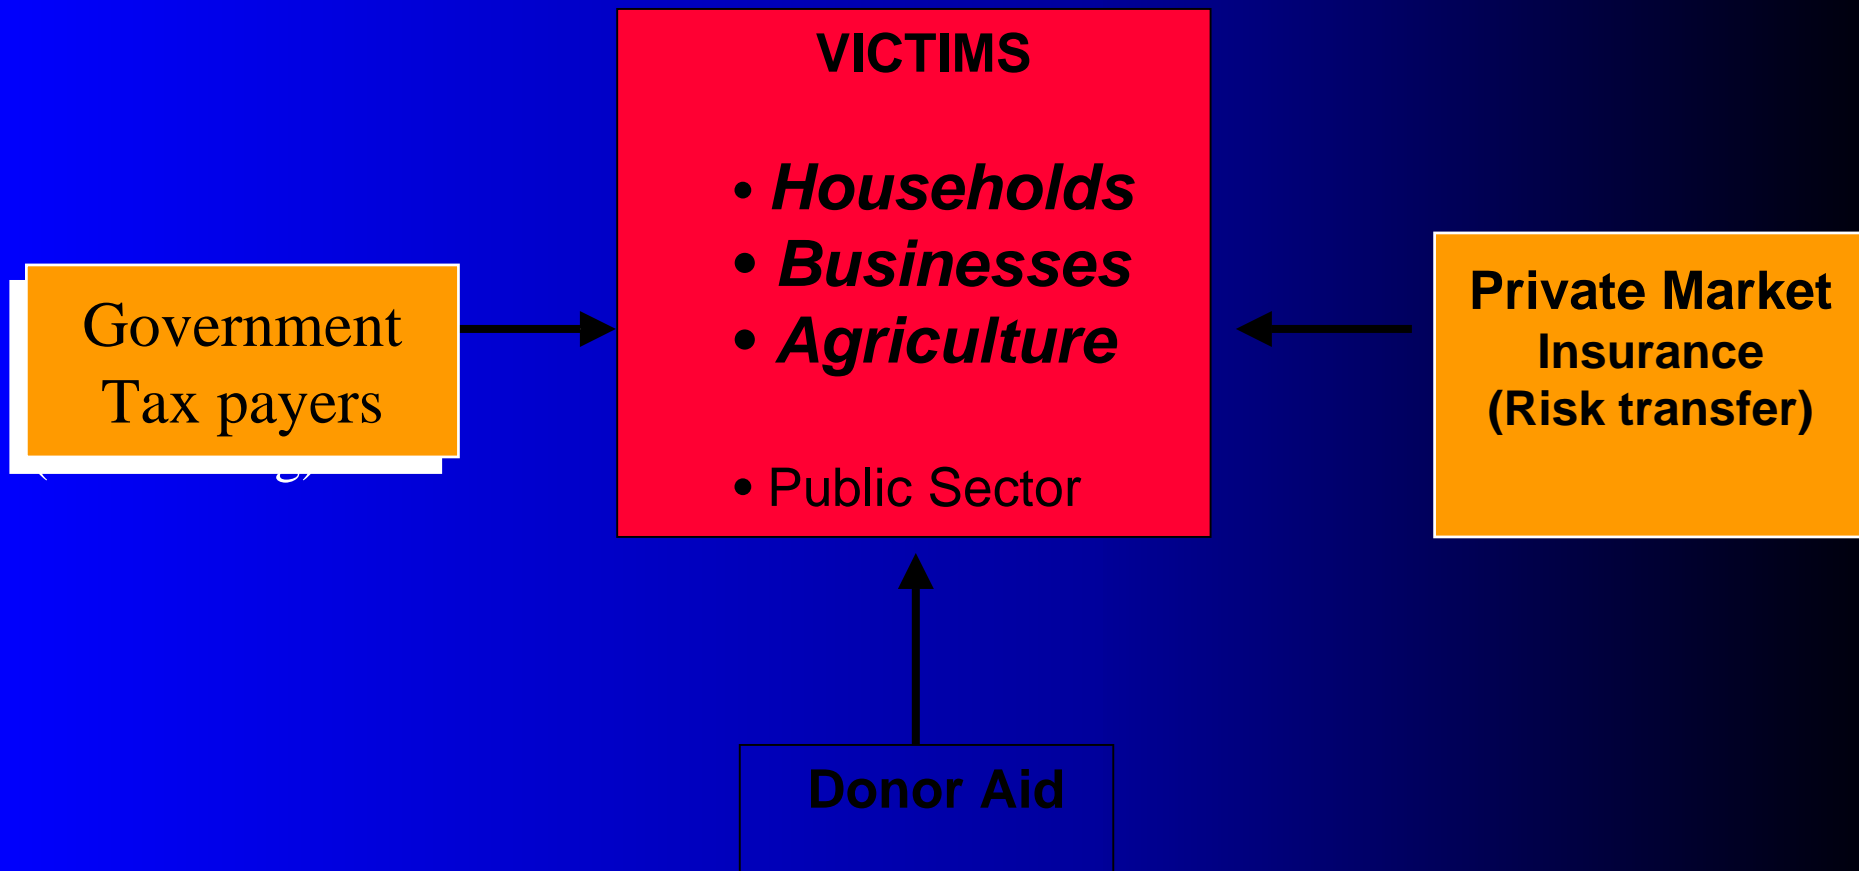 VICTIMS
• Households
• Businesses
• Agriculture
• Public Sector
Government
Tax payers
Private Market
Insurance
(Risk transfer)
Donor Aid